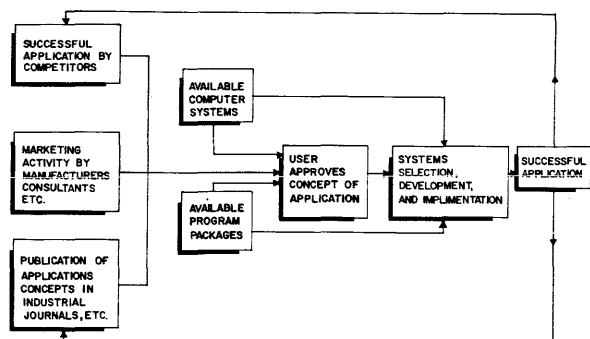 SUCCESSFUL
APPLICATION BY
COMPETITORS
MARKETING
ACTIVITY BY
MANUFACTURERS
CONSULTANTS
ETC.
PUBLICATION OF
APPLICATIONS
CONCEPTS IN
INDUSTRIAL
JOURNALS, ETC.
AVAILABLE
COMPUTER
SYSTEMS
AVAILABLE
PROGRAM
PACKAGES
USER
APPROVES
CONCEPT OF
APPLICATION
SYSTEMS
SELECTION,
DEVELOPMENT,
AND IMPLIMENTATION
SUCCESSFUL
APPLICATION